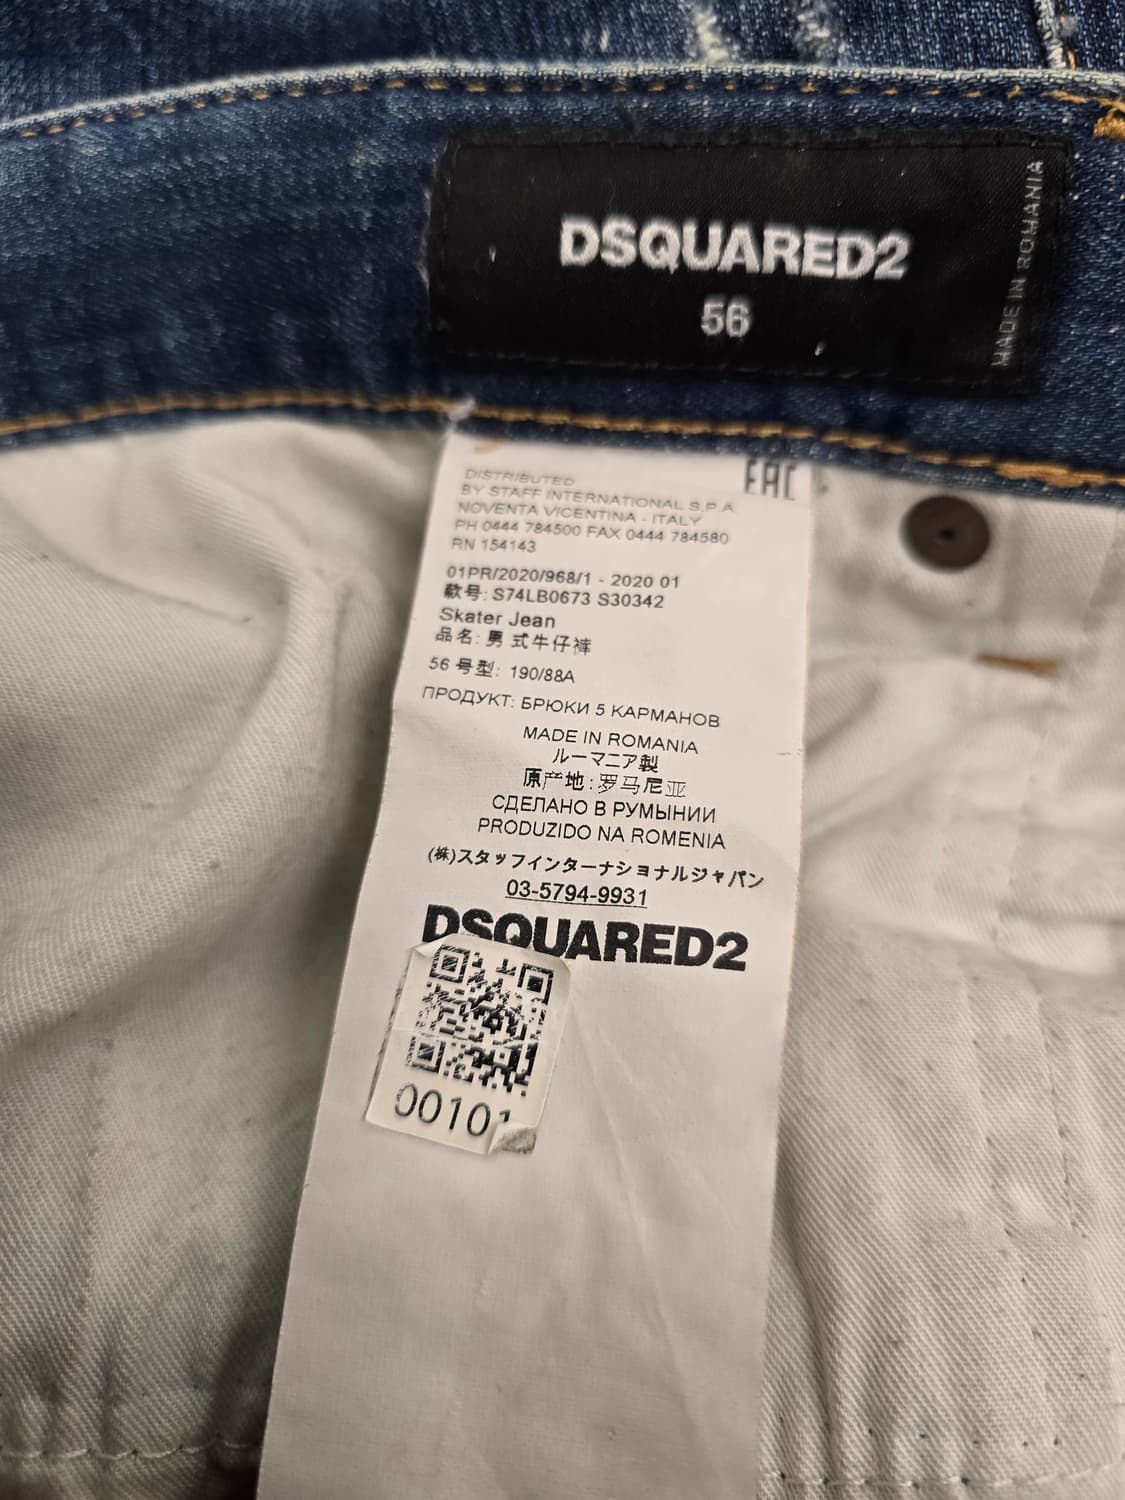 DSQUARED2
56
MADE IN ROMANIA
EAC
DISTRIBUTED
BY STAFF INTERNATIONAL S.P.A.
NOVENTA VICENTINA - ITALY
PH 0444 784500 FAX 0444 784580
RN 154143
01PR/2020/968/1 - 2020 01
款号: S74LB0673 S30342
Skater Jean
品名: 男 式牛仔裤
56 号型: 190/88A
ПРОДУКТ: БРЮКИ 5 КАРМАНОВ
MADE IN ROMANIA
ルーマニア製
原产地: 罗马尼亚
СДЕЛАНО В РУМЫНИИ
PRODUZIDO NA ROMENIA
(株)スタッフインターナショナルジャパン
03-5794-9931
DSQUARED2
00101